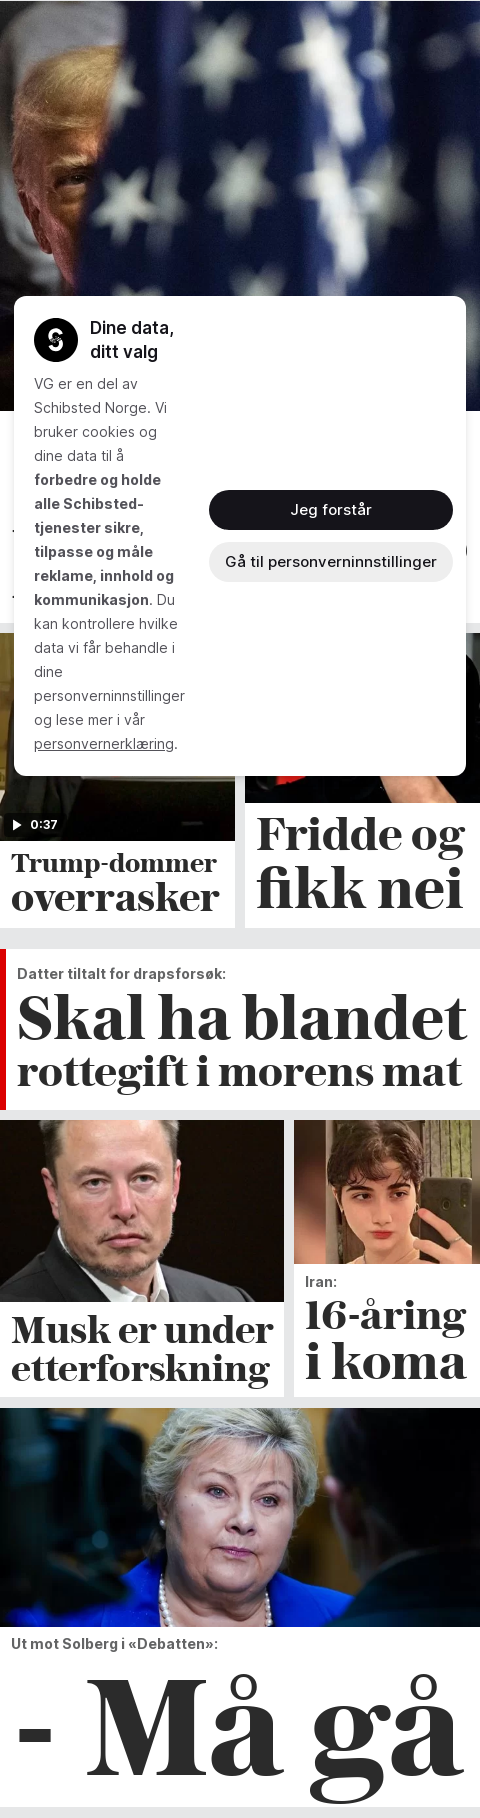 Dine data,
ditt valg
VG er en del av
Schibsted Norge. Vi
bruker cookies og
dine data til å
forbedre og holde
alle Schibsted-
tjenester sikre,
tilpasse og måle
reklame, innhold og
kommunikasjon. Du
kan kontrollere hvilke
data vi får behandle i
dine
personverninnstillinger
og lese mer i vår
personvernerklæring.
Jeg forstår
Gå til personverninnstillinger
0:37
Trump-dommer
overrasker
Fridde og
fikk nei
Datter tiltalt for drapsforsøk:
Skal ha blandet
rottegift i morens mat
Musk er under
etterforskning
Iran:
16-åring
i koma
Ut mot Solberg i «Debatten»:
- Må gå